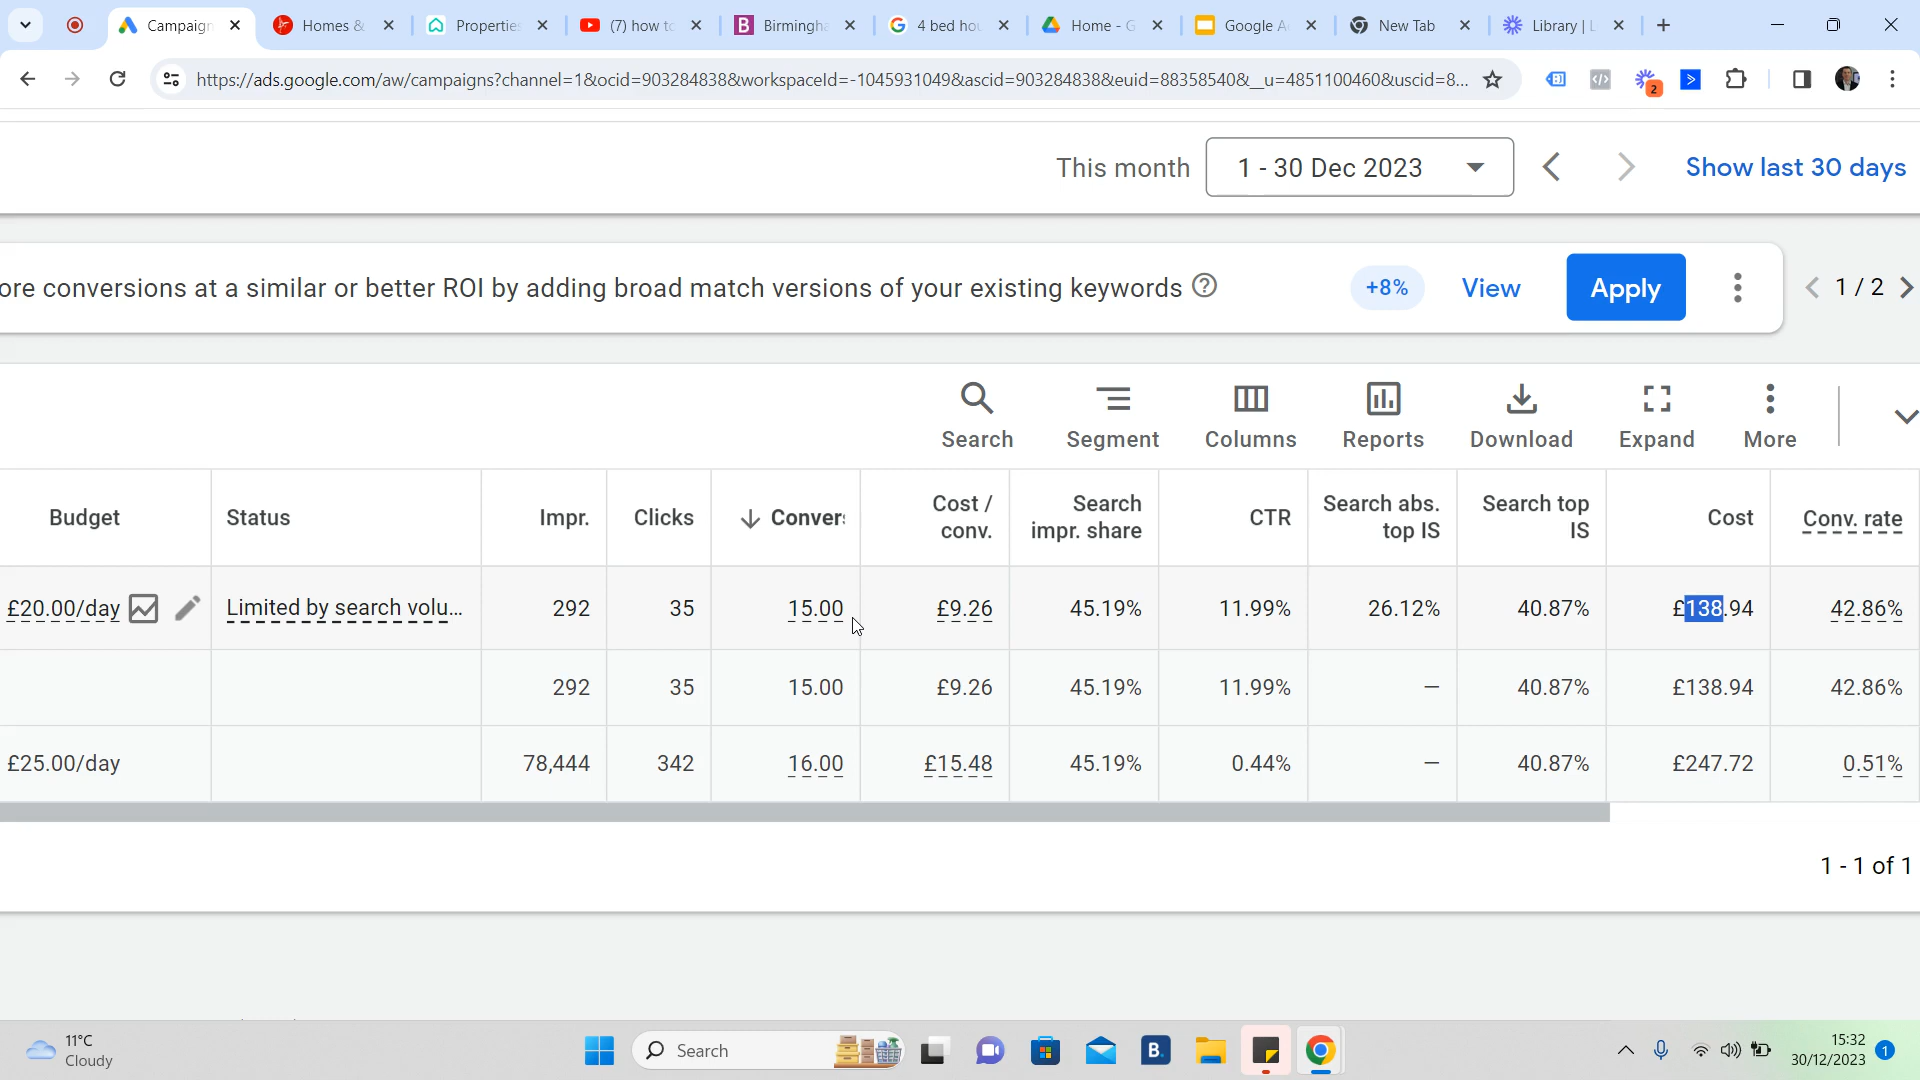 Campaign
Homes &
Properties
(7) how to
B Birmingha
4 bed hou
Home - G
Google A
New Tab
Library | L
https://ads.google.com/aw/campaigns?channel=1&ocid=903284838&workspaceId=-1045931049&ascid=903284838&euid=88358540&__u=4851100460&uscid=8...
2
This month 1 - 30 Dec 2023 Show last 30 days
ore conversions at a similar or better ROI by adding broad match versions of your existing keywords ? +8% View Apply 1 / 2
Search Segment Columns Reports Download Expand More
Budget Status Impr. Clicks Convers Cost / conv. Search impr. share CTR Search abs. top IS Search top IS Cost Conv. rate
£20.00/day Limited by search volu... 292 35 15.00 £9.26 45.19% 11.99% 26.12% 40.87% £138.94 42.86%
292 35 15.00 £9.26 45.19% 11.99% — 40.87% £138.94 42.86%
£25.00/day 78,444 342 16.00 £15.48 45.19% 0.44% — 40.87% £247.72 0.51%
1 - 1 of 1
11°C
Cloudy
Search
B.
15:32
30/12/2023
1